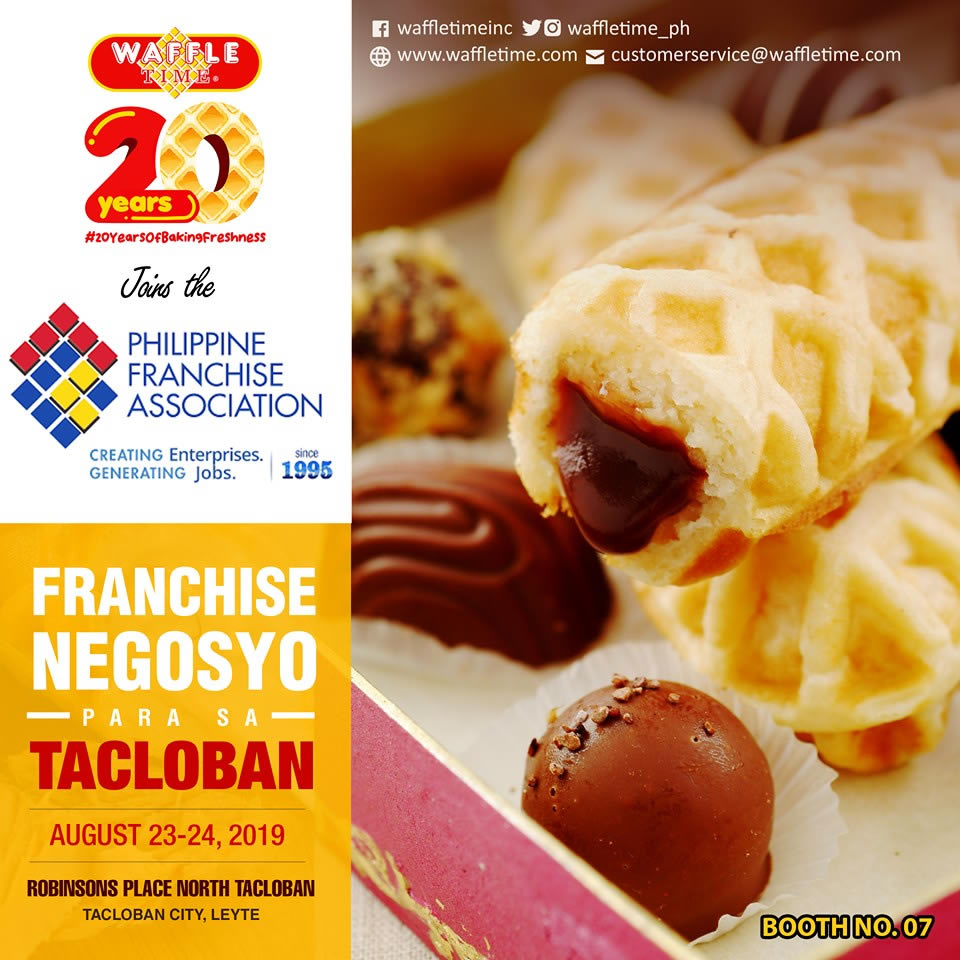 WAFFLE
TIME®
20
years
#20YearsOfBakingFreshness
Joins the
PHILIPPINE
FRANCHISE
ASSOCIATION
CREATING Enterprises.
GENERATING Jobs.
since
1995
FRANCHISE
NEGOSYO
PARA SA
TACLOBAN
AUGUST 23-24, 2019
ROBINSONS PLACE NORTH TACLOBAN
TACLOBAN CITY, LEYTE
waffletimeinc waffletime_ph
www.waffletime.com customerservice@waffletime.com
BOOTH NO. 07